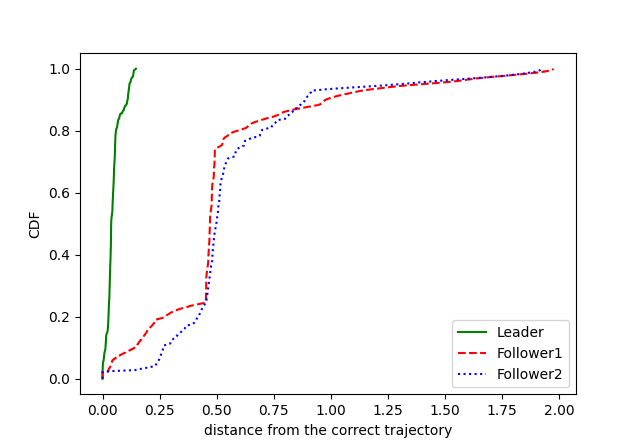 1.0
0.8
0.6
0.4
0.2
0.0
CDF
0.00 0.25 0.50 0.75 1.00 1.25 1.50 1.75 2.00
distance from the correct trajectory
Leader
Follower1
Follower2